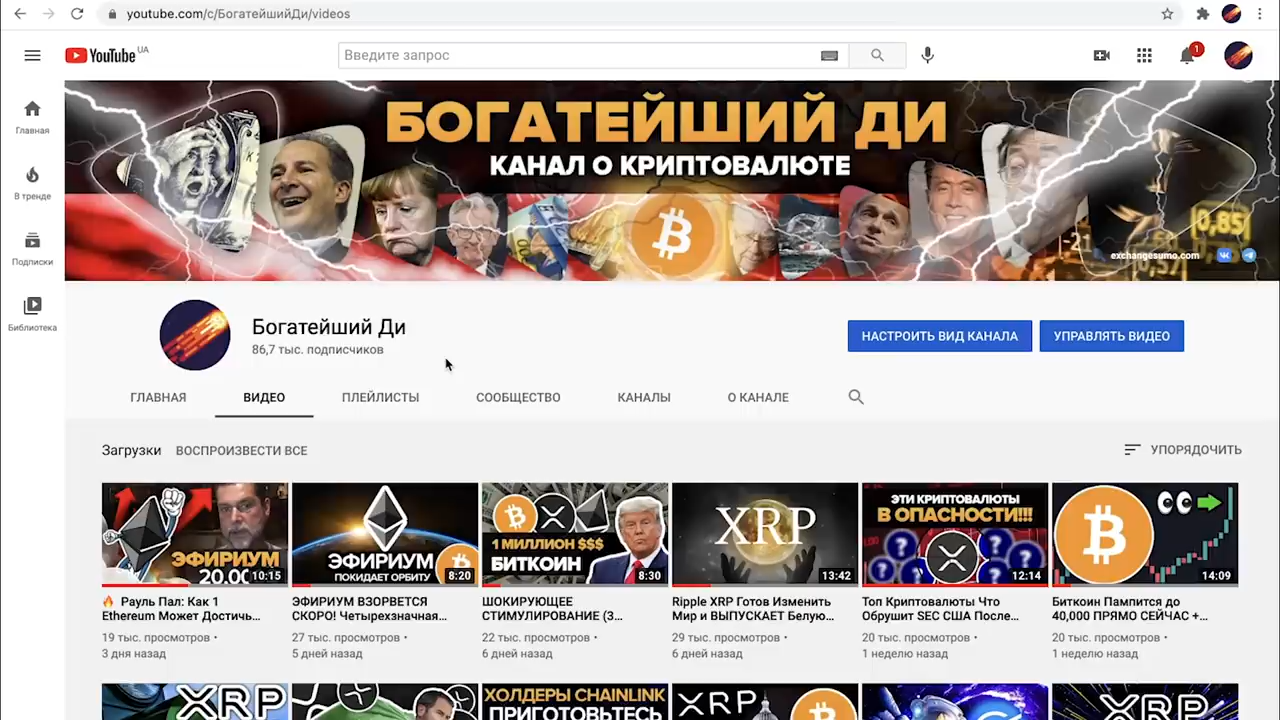 youtube.com/c/БогатейшийДи/videos
YouTube UA
Введите запрос
1
Главная
В тренде
Подписки
Библиотека
БОГАТЕЙШИЙ ДИ
КАНАЛ О КРИПТОВАЛЮТЕ
0,85
-21
exchangesumo.com
Богатейший Ди
86,7 тыс. подписчиков
НАСТРОИТЬ ВИД КАНАЛА
УПРАВЛЯТЬ ВИДЕО
ГЛАВНАЯ
ВИДЕО
ПЛЕЙЛИСТЫ
СООБЩЕСТВО
КАНАЛЫ
О КАНАЛЕ
Загрузки
ВОСПРОИЗВЕСТИ ВСЕ
УПОРЯДОЧИТЬ
ЭФИРИУМ
20.00
10:15
🔥 Рауль Пал: Как 1
Ethereum Может Достичь...
19 тыс. просмотров •
3 дня назад
ЭФИРИУМ
ПОКИДАЕТ ОРБИТУ
8:20
ЭФИРИУМ ВЗОРВЕТСЯ
СКОРО! Четырехзначная...
27 тыс. просмотров •
5 дней назад
1 МИЛЛИОН $$$
БИТКОИН
8:30
ШОКИРУЮЩЕЕ
СТИМУЛИРОВАНИЕ (3...
22 тыс. просмотров •
6 дней назад
XRP
13:42
Ripple XRP Готов Изменить
Мир и ВЫПУСКАЕТ Белую...
29 тыс. просмотров •
6 дней назад
ЭТИ КРИПТОВАЛЮТЫ
В ОПАСНОСТИ!!!
12:14
Топ Криптовалюты Что
Обрушит SEC США После...
20 тыс. просмотров •
1 неделю назад
14:09
Биткоин Пампится до
40,000 ПРЯМО СЕЙЧАС +...
20 тыс. просмотров •
1 неделю назад
XRP
ХОЛДЕРЫ CHAINLINK
ПРИГОТОВЬТЕСЬ
XRP
XRP